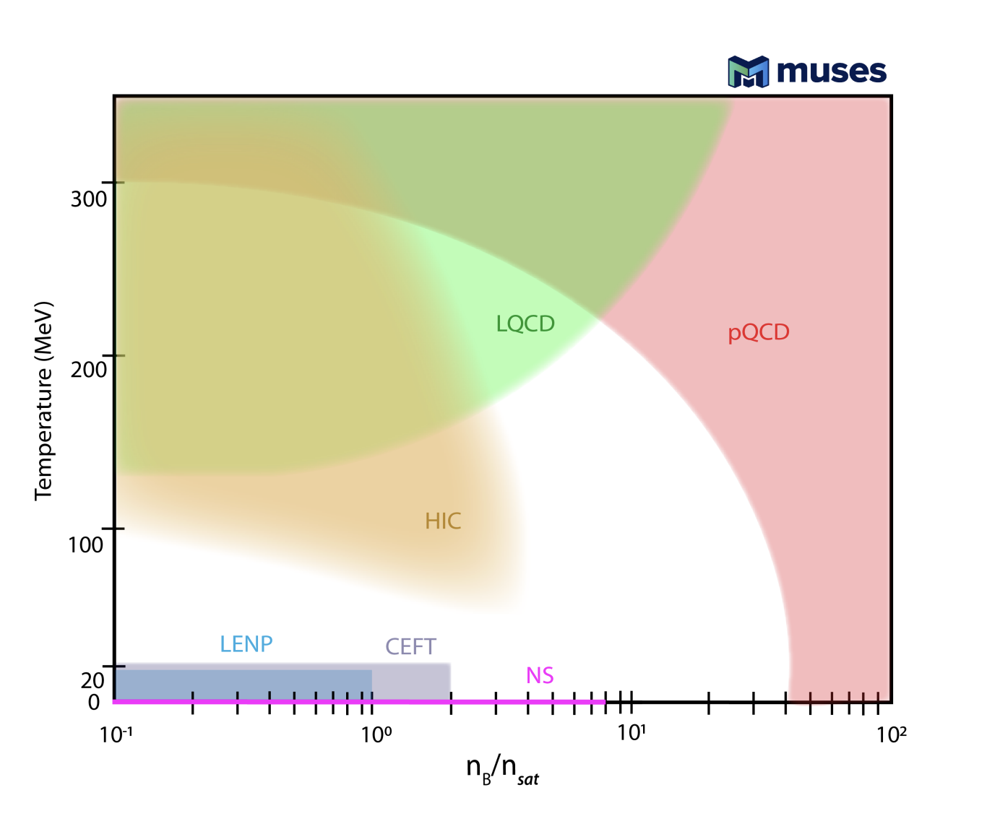 muses
300
200
100
20
0
Temperature (MeV)
LQCD
pQCD
HIC
LENP
CEFT
NS
10⁻¹
10⁰
10¹
10²
n_B/n_sat